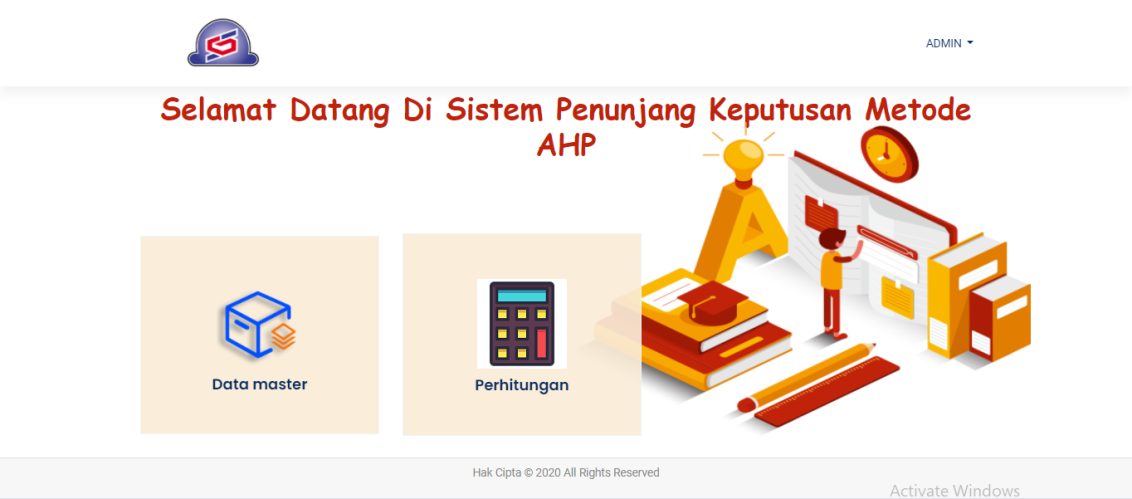 ADMIN
Selamat Datang Di Sistem Penunjang Keputusan Metode
AHP
Data master
Perhitungan
Hak Cipta © 2020 All Rights Reserved
Activate Windows